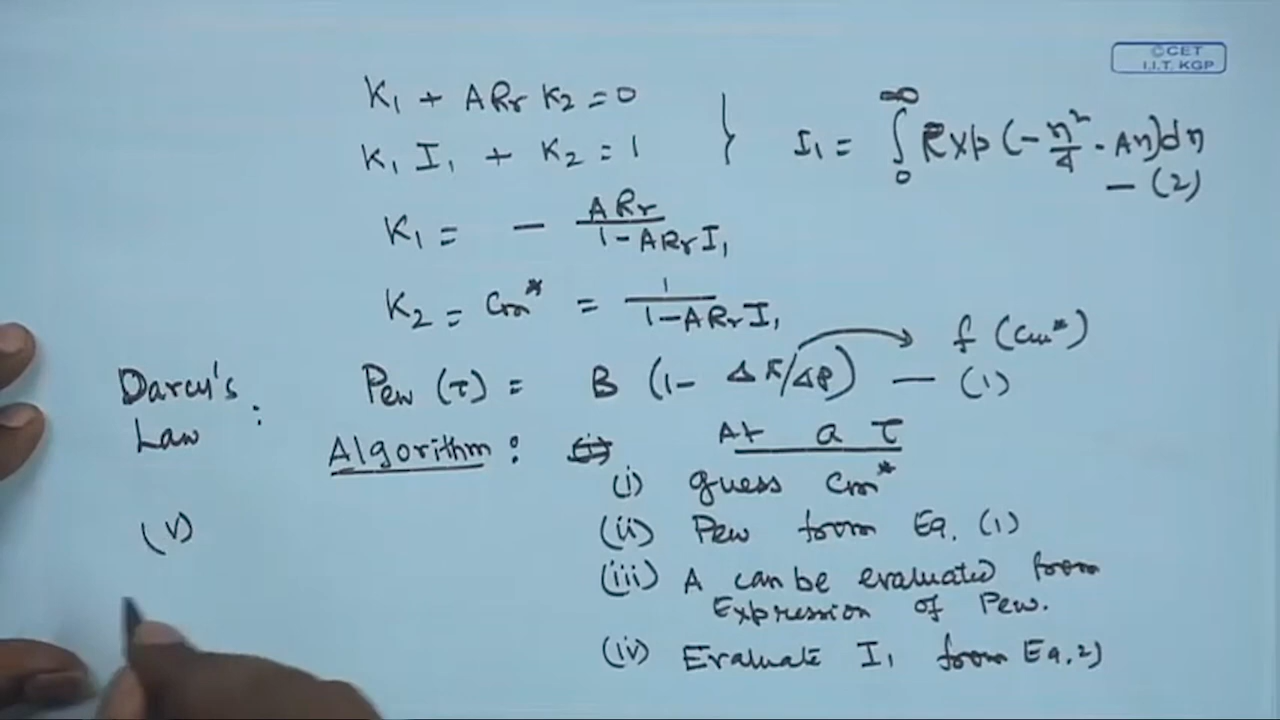 ©CET
I.I.T. KGP
K₁ + ARr K₂ = 0
K₁ I₁ + K₂ = 1
} I₁ = ∫₀^∞ Exp(-η²/4 - Aη)dη
— (2)
K₁ = - ARr / 1-ARrI₁
K₂ = Cm* = 1 / 1-ARrI₁
Darcy's Law :
Pew (τ) = B (1- Δπ/ΔP) — (1)
f (Cm*)
Algorithm :
At a τ
(i) guess Cm*
(ii) Pew from Eq. (1)
(iii) A can be evaluated from
Expression of Pew.
(iv) Evaluate I₁ from Eq.2)
(v)